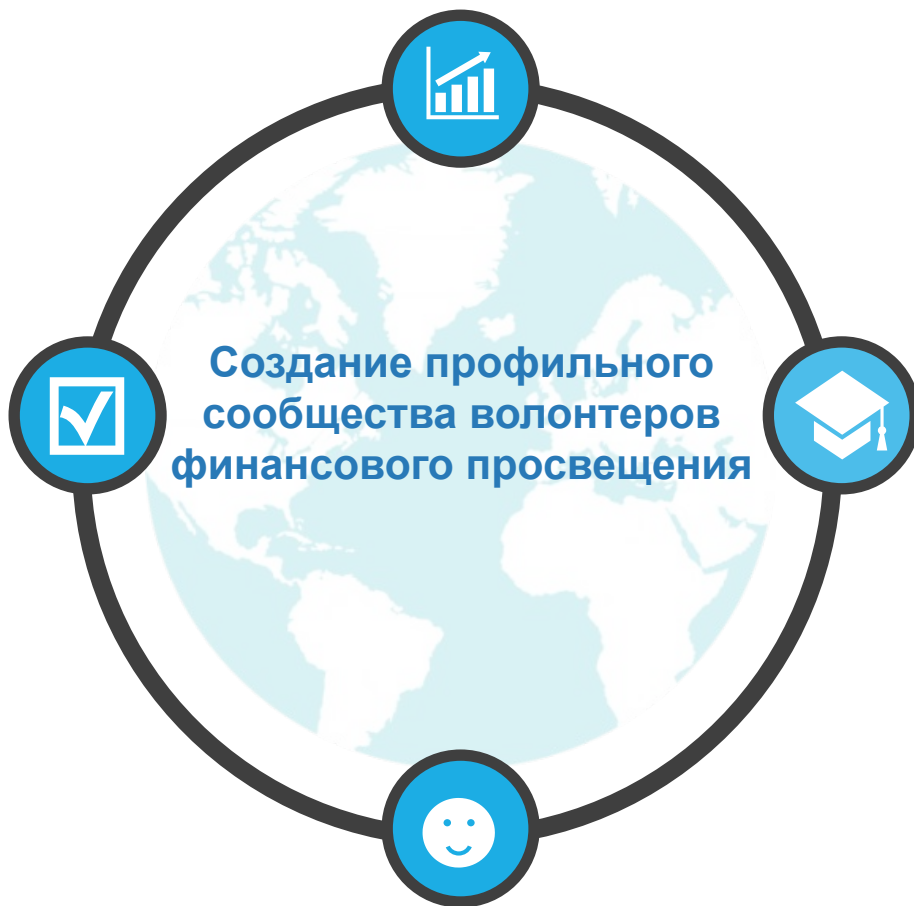 Создание профильного
сообщества волонтеров
финансового просвещения